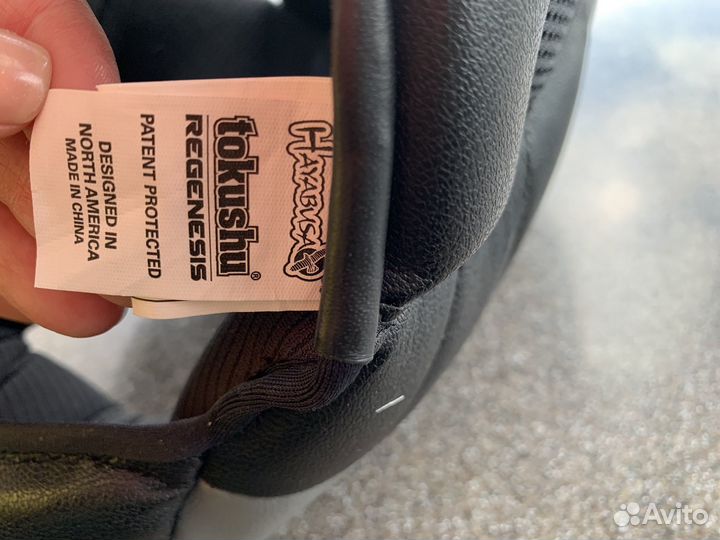 HAYABUSA
tokushu®
REGENESIS
PATENT PROTECTED
DESIGNED IN
NORTH AMERICA
MADE IN CHINA
Avito